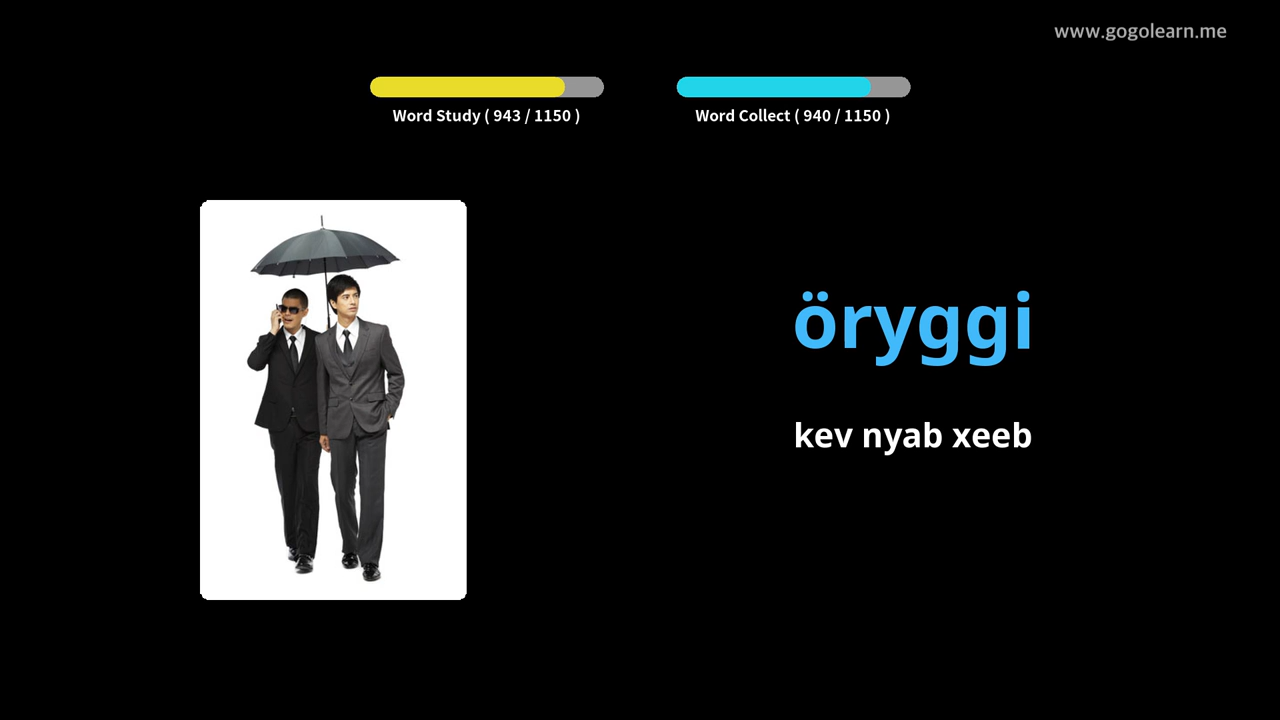 www.gogolearn.me
Word Study ( 943 / 1150 )
Word Collect ( 940 / 1150 )
öryggi
kev nyab xeeb